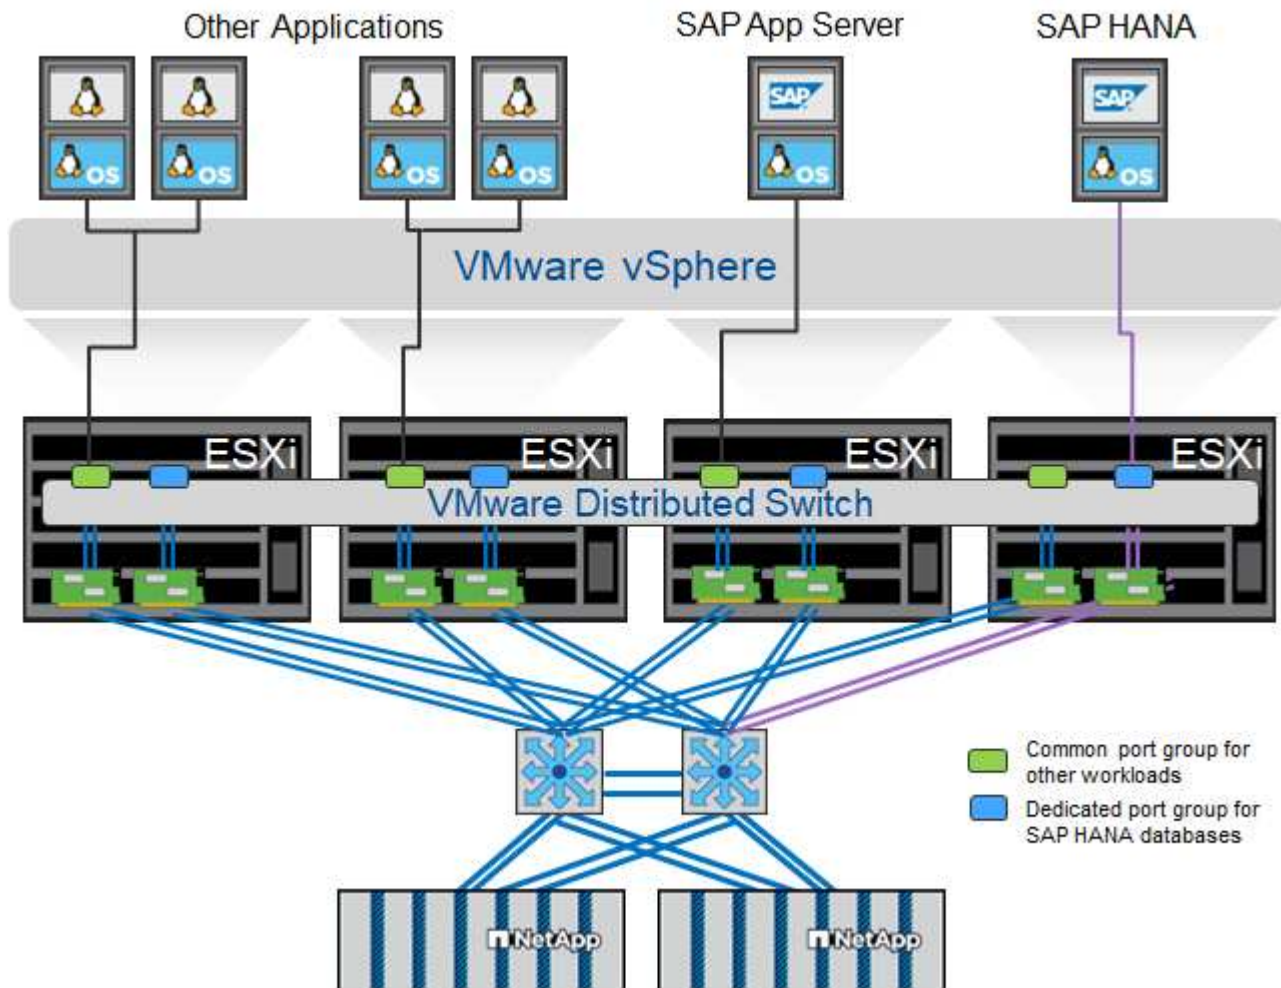 Other Applications
SAP App Server
SAP HANA
SAP
SAP
OS
OS
OS
OS
OS
OS
VMware vSphere
ESXi
ESXi
ESXi
ESXi
VMware Distributed Switch
Common port group for
other workloads
Dedicated port group for
SAP HANA databases
NetApp
NetApp